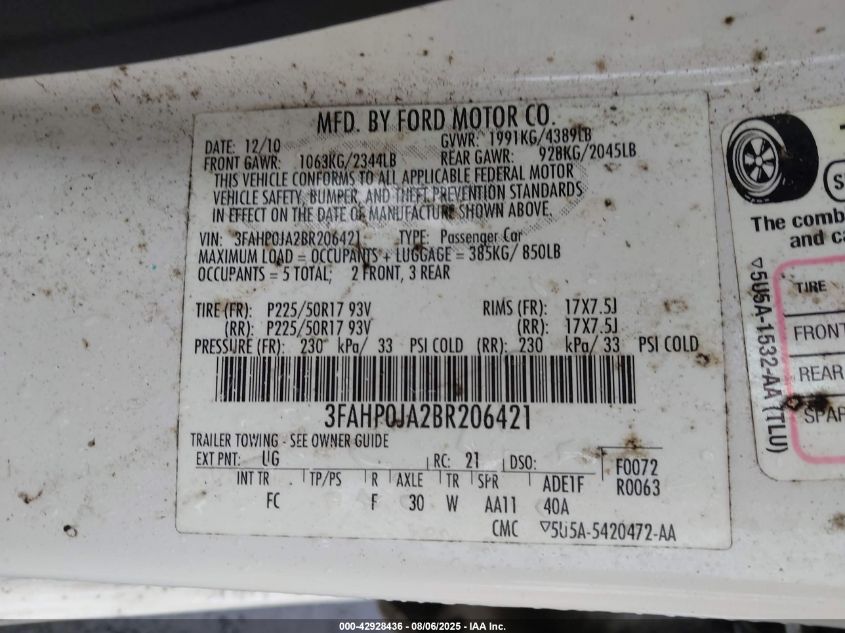 MFD. BY FORD MOTOR CO.
DATE: 12/10 GVWR: 1991KG/4389LB
FRONT GAWR: 1063KG/2344LB REAR GAWR: 928KG/2045LB
THIS VEHICLE CONFORMS TO ALL APPLICABLE FEDERAL MOTOR
VEHICLE SAFETY, BUMPER, AND THEFT PREVENTION STANDARDS
IN EFFECT ON THE DATE OF MANUFACTURE SHOWN ABOVE.
VIN: 3FAHP0JA2BR206421 TYPE: Passenger Car
MAXIMUM LOAD = OCCUPANTS + LUGGAGE = 385KG/ 850LB
OCCUPANTS = 5 TOTAL; 2 FRONT, 3 REAR
TIRE (FR): P225/50R17 93V RIMS (FR): 17X7.5J
(RR): P225/50R17 93V (RR): 17X7.5J
PRESSURE (FR): 230 kPa/ 33 PSI COLD (RR): 230 kPa/ 33 PSI COLD
3FAHP0JA2BR206421
TRAILER TOWING - SEE OWNER GUIDE
EXT PNT: UG RC: 21 DSO: F0072
INT TR TP/PS R AXLE TR SPR ADE1F R0063
FC F 30 W AA11 40A
CMC ▽5U5A-5420472-AA
The comb
and ca
TIRE
FRONT
REAR
SPAR
▽5U5A-1532-AA (TLU)
000-42928436 - 08/06/2025 - IAA Inc.